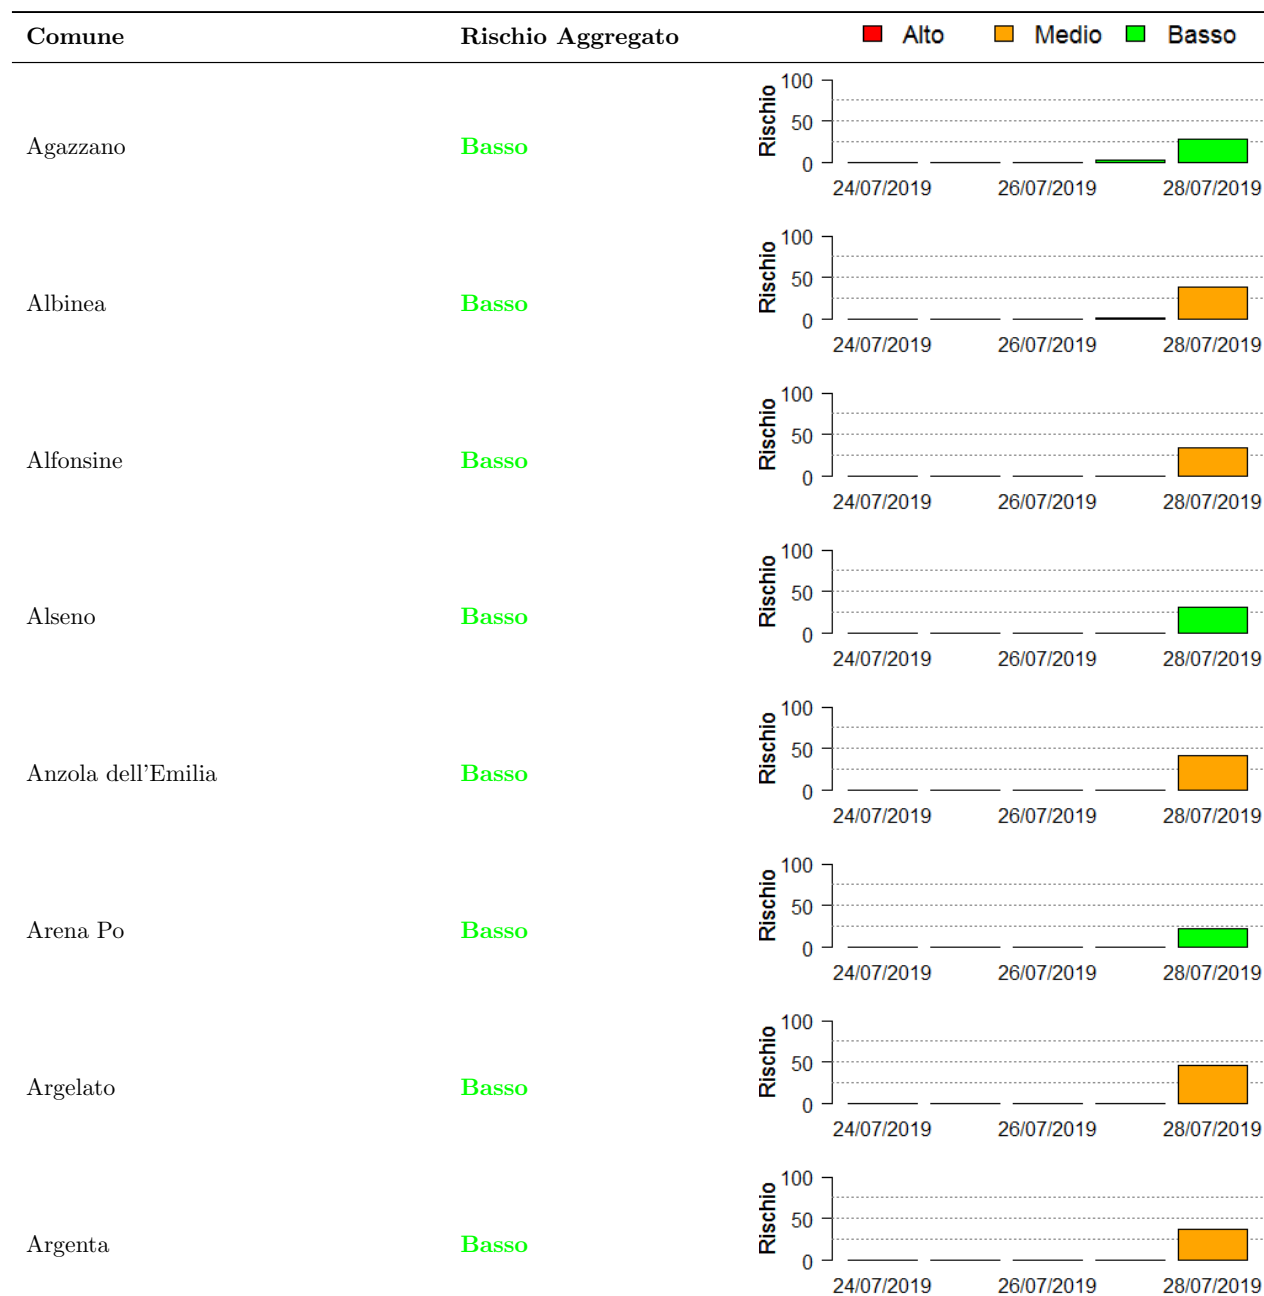 Comune Rischio Aggregato Alto Medio Basso
Agazzano Basso Rischio 100 50 0
24/07/2019 26/07/2019 28/07/2019
Albinea Basso Rischio 100 50 0
24/07/2019 26/07/2019 28/07/2019
Alfonsine Basso Rischio 100 50 0
24/07/2019 26/07/2019 28/07/2019
Alseno Basso Rischio 100 50 0
24/07/2019 26/07/2019 28/07/2019
Anzola dell'Emilia Basso Rischio 100 50 0
24/07/2019 26/07/2019 28/07/2019
Arena Po Basso Rischio 100 50 0
24/07/2019 26/07/2019 28/07/2019
Argelato Basso Rischio 100 50 0
24/07/2019 26/07/2019 28/07/2019
Argenta Basso Rischio 100 50 0
24/07/2019 26/07/2019 28/07/2019